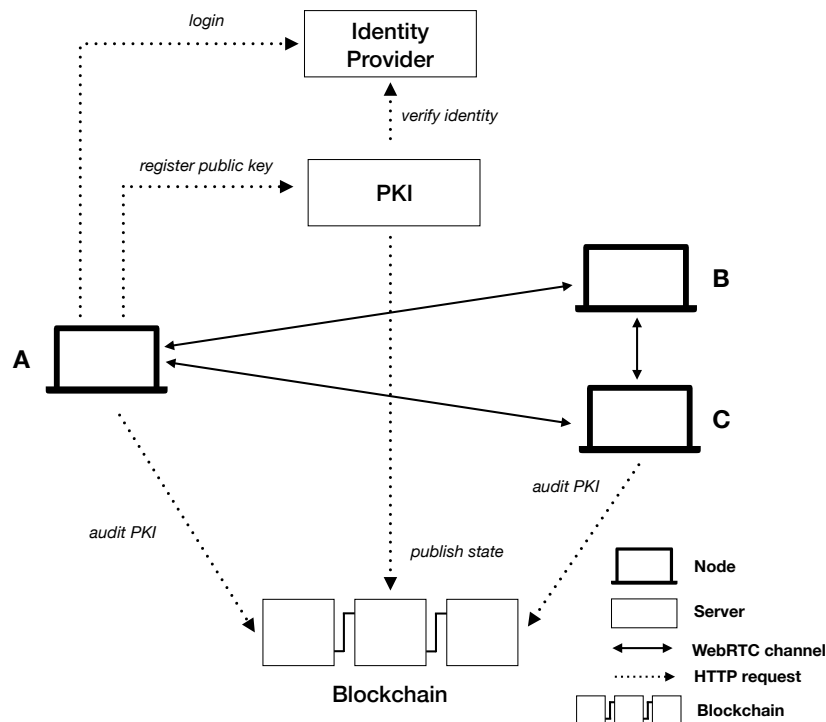 login
Identity
Provider
verify identity
register public key
PKI
B
A
C
audit PKI
audit PKI
publish state
Node
Server
WebRTC channel
HTTP request
Blockchain
Blockchain